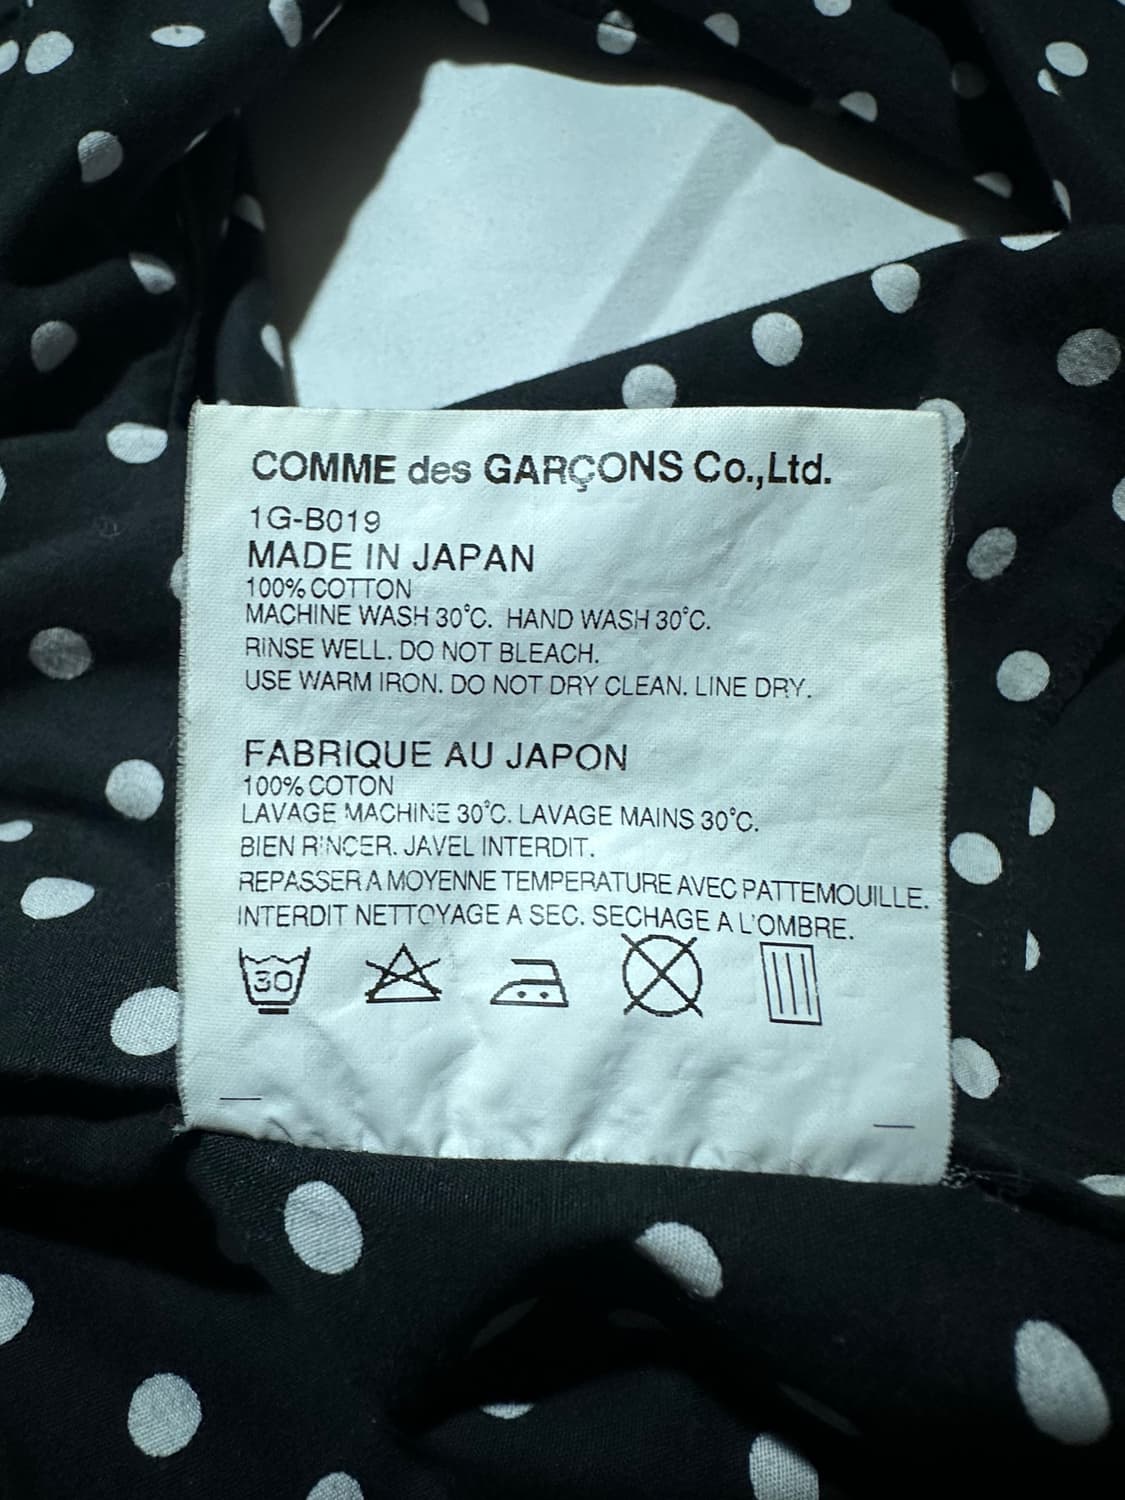 COMME des GARÇONS Co.,Ltd.
1G-B019
MADE IN JAPAN
100% COTTON
MACHINE WASH 30°C. HAND WASH 30°C.
RINSE WELL. DO NOT BLEACH.
USE WARM IRON. DO NOT DRY CLEAN. LINE DRY.
FABRIQUE AU JAPON
100% COTON
LAVAGE MACHINE 30°C. LAVAGE MAINS 30°C.
BIEN RINCER. JAVEL INTERDIT.
REPASSER A MOYENNE TEMPERATURE AVEC PATTEMOUILLE.
INTERDIT NETTOYAGE A SEC. SECHAGE A L'OMBRE.
30